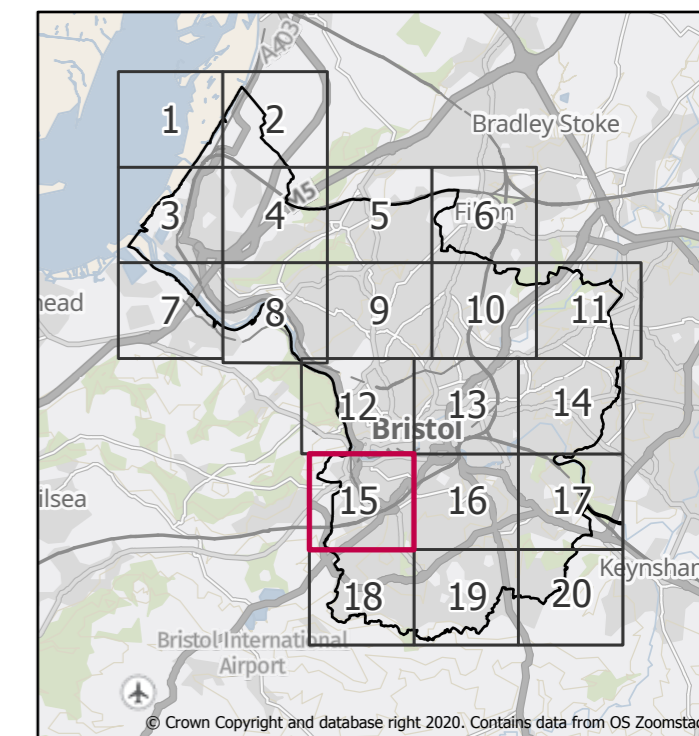 A403
1
2
Bradley Stoke
M5
3
4
5
Filton
6
head
7
8
9
10
11
12
13
14
Bristol
ilsea
15
16
17
Keynsham
18
19
20
Bristol International
Airport
© Crown Copyright and database right 2020. Contains data from OS Zoomstac